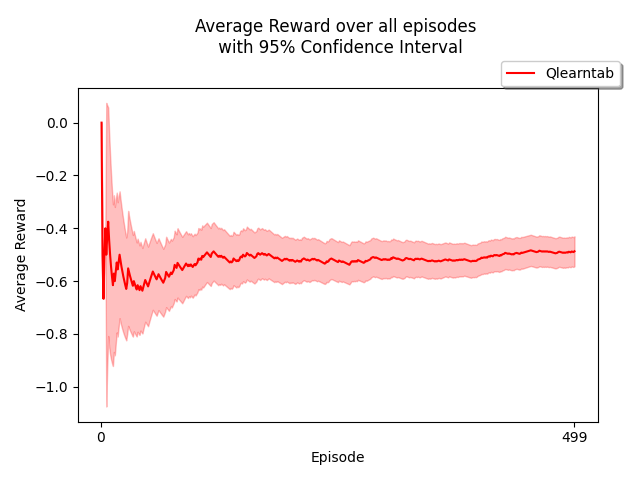 Average Reward over all episodes
with 95% Confidence Interval
Qlearntab
0.0
−0.2
−0.4
−0.6
−0.8
−1.0
Average Reward
0
499
Episode